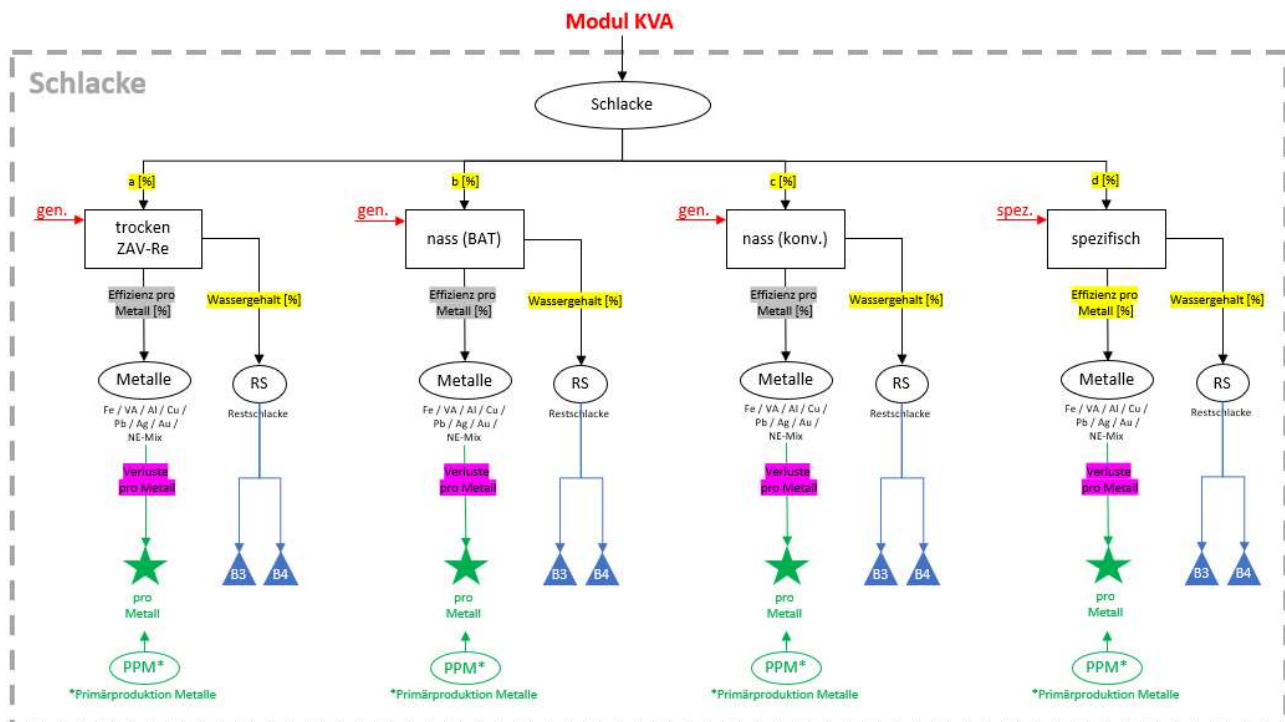 Modul KVA
Schlacke
Schlacke
a [%]
b [%]
c [%]
d [%]
gen.
trocken
ZAV-Re
gen.
nass (BAT)
gen.
nass (konv.)
spez.
spezifisch
Effizienz pro
Metall [%]
Wassergehalt [%]
Effizienz pro
Metall [%]
Wassergehalt [%]
Effizienz pro
Metall [%]
Wassergehalt [%]
Effizienz pro
Metall [%]
Wassergehalt [%]
Metalle
RS
Metalle
RS
Metalle
RS
Metalle
RS
Fe / VA / Al / Cu /
Pb / Ag / Au /
NE-Mix
Restschlacke
Fe / VA / Al / Cu /
Pb / Ag / Au /
NE-Mix
Restschlacke
Fe / VA / Al / Cu /
Pb / Ag / Au /
NE-Mix
Restschlacke
Fe / VA / Al / Cu /
Pb / Ag / Au /
NE-Mix
Restschlacke
Verluste
pro Metall
Verluste
pro Metall
Verluste
pro Metall
Verluste
pro Metall
B3
B4
B3
B4
B3
B4
B3
B4
pro
Metall
pro
Metall
pro
Metall
pro
Metall
PPM*
PPM*
PPM*
PPM*
*Primärproduktion Metalle
*Primärproduktion Metalle
*Primärproduktion Metalle
*Primärproduktion Metalle